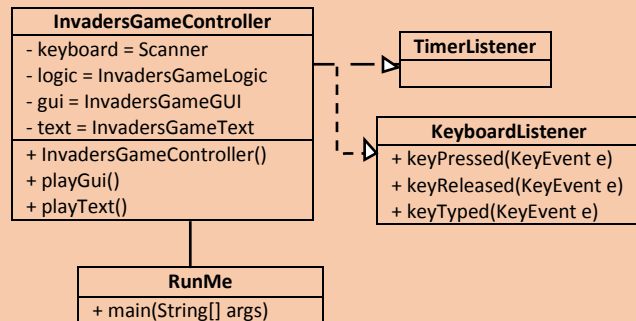 InvadersGameController
- keyboard = Scanner
- logic = InvadersGameLogic
- gui = InvadersGameGUI
- text = InvadersGameText
+ InvadersGameController()
+ playGui()
+ playText()
TimerListener
KeyboardListener
+ keyPressed(KeyEvent e)
+ keyReleased(KeyEvent e)
+ keyTyped(KeyEvent e)
RunMe
+ main(String[] args)